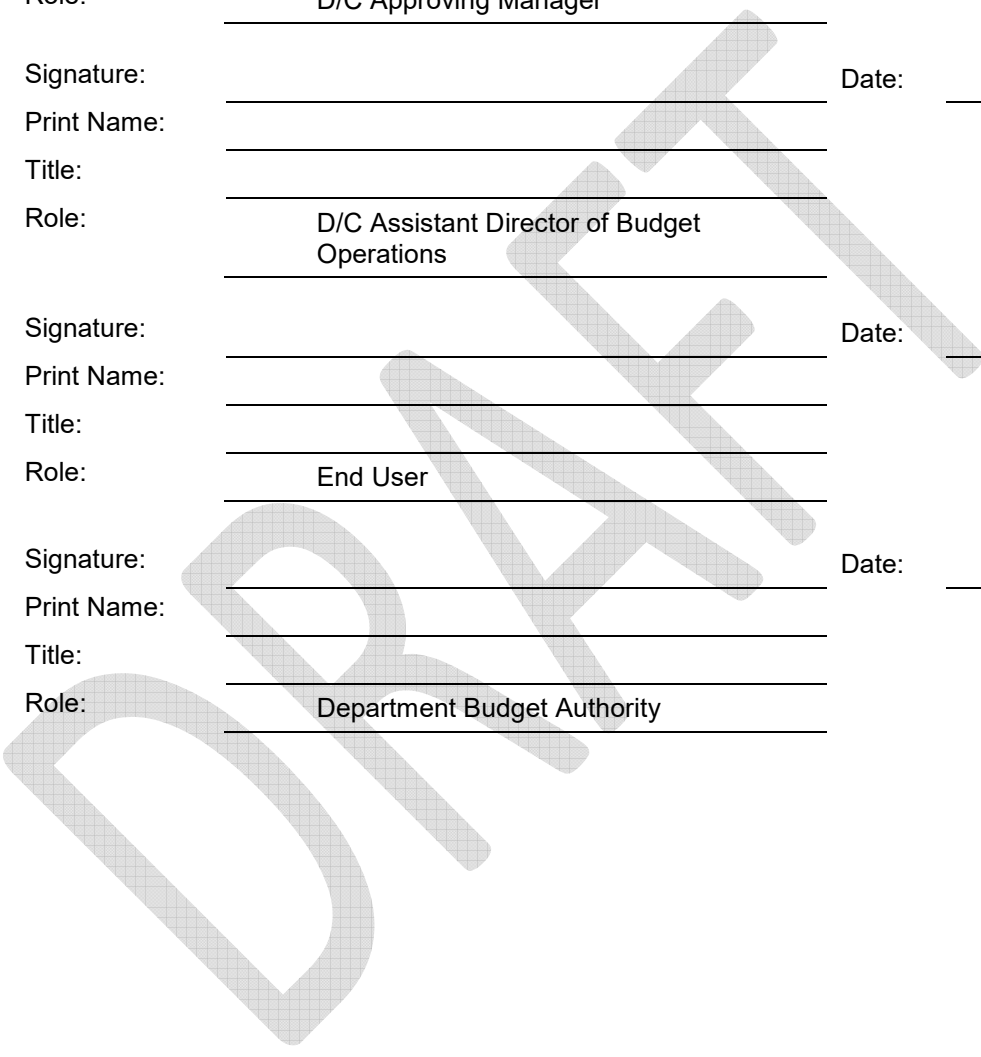 Role: D/C Approving Manager
Signature: Date:
Print Name:
Title:
Role: D/C Assistant Director of Budget
Operations
Signature: Date:
Print Name:
Title:
Role: End User
Signature: Date:
Print Name:
Title:
Role: Department Budget Authority
DRAFT